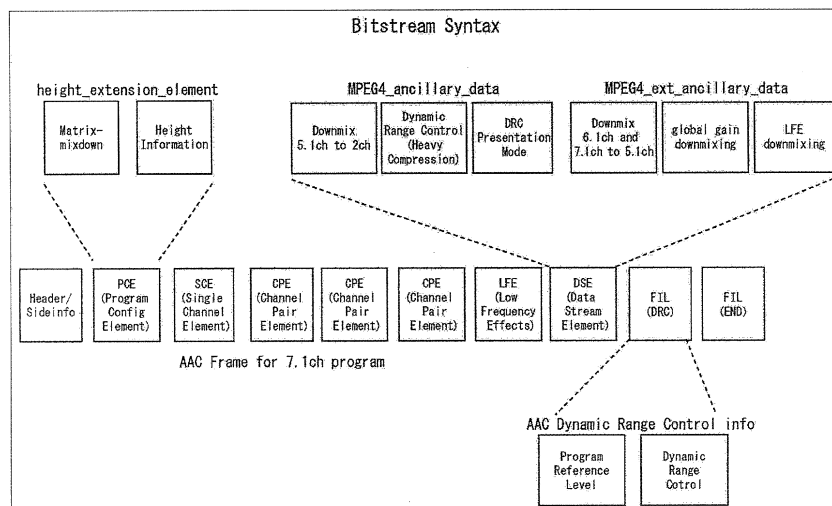 Bitstream Syntax
height_extension_element
MPEG4_ancillary_data
MPEG4_ext_ancillary_data
Matrix-
mixdown
Height
Information
Downmix
5.1ch to 2ch
Dynamic
Range Control
(Heavy
Compression)
DRC
Presentation
Mode
Downmix
6.1ch and
7.1ch to 5.1ch
global gain
downmixing
LFE
downmixing
Header/
Sideinfo
PCE
(Program
Config
Element)
SCE
(Single
Channel
Element)
CPE
(Channel
Pair
Element)
CPE
(Channel
Pair
Element)
CPE
(Channel
Pair
Element)
LFE
(Low
Frequency
Effects)
DSE
(Data
Stream
Element)
FIL
(DRC)
FIL
(END)
AAC Frame for 7.1ch program
AAC Dynamic Range Control info
Program
Reference
Level
Dynamic
Range
Cotrol